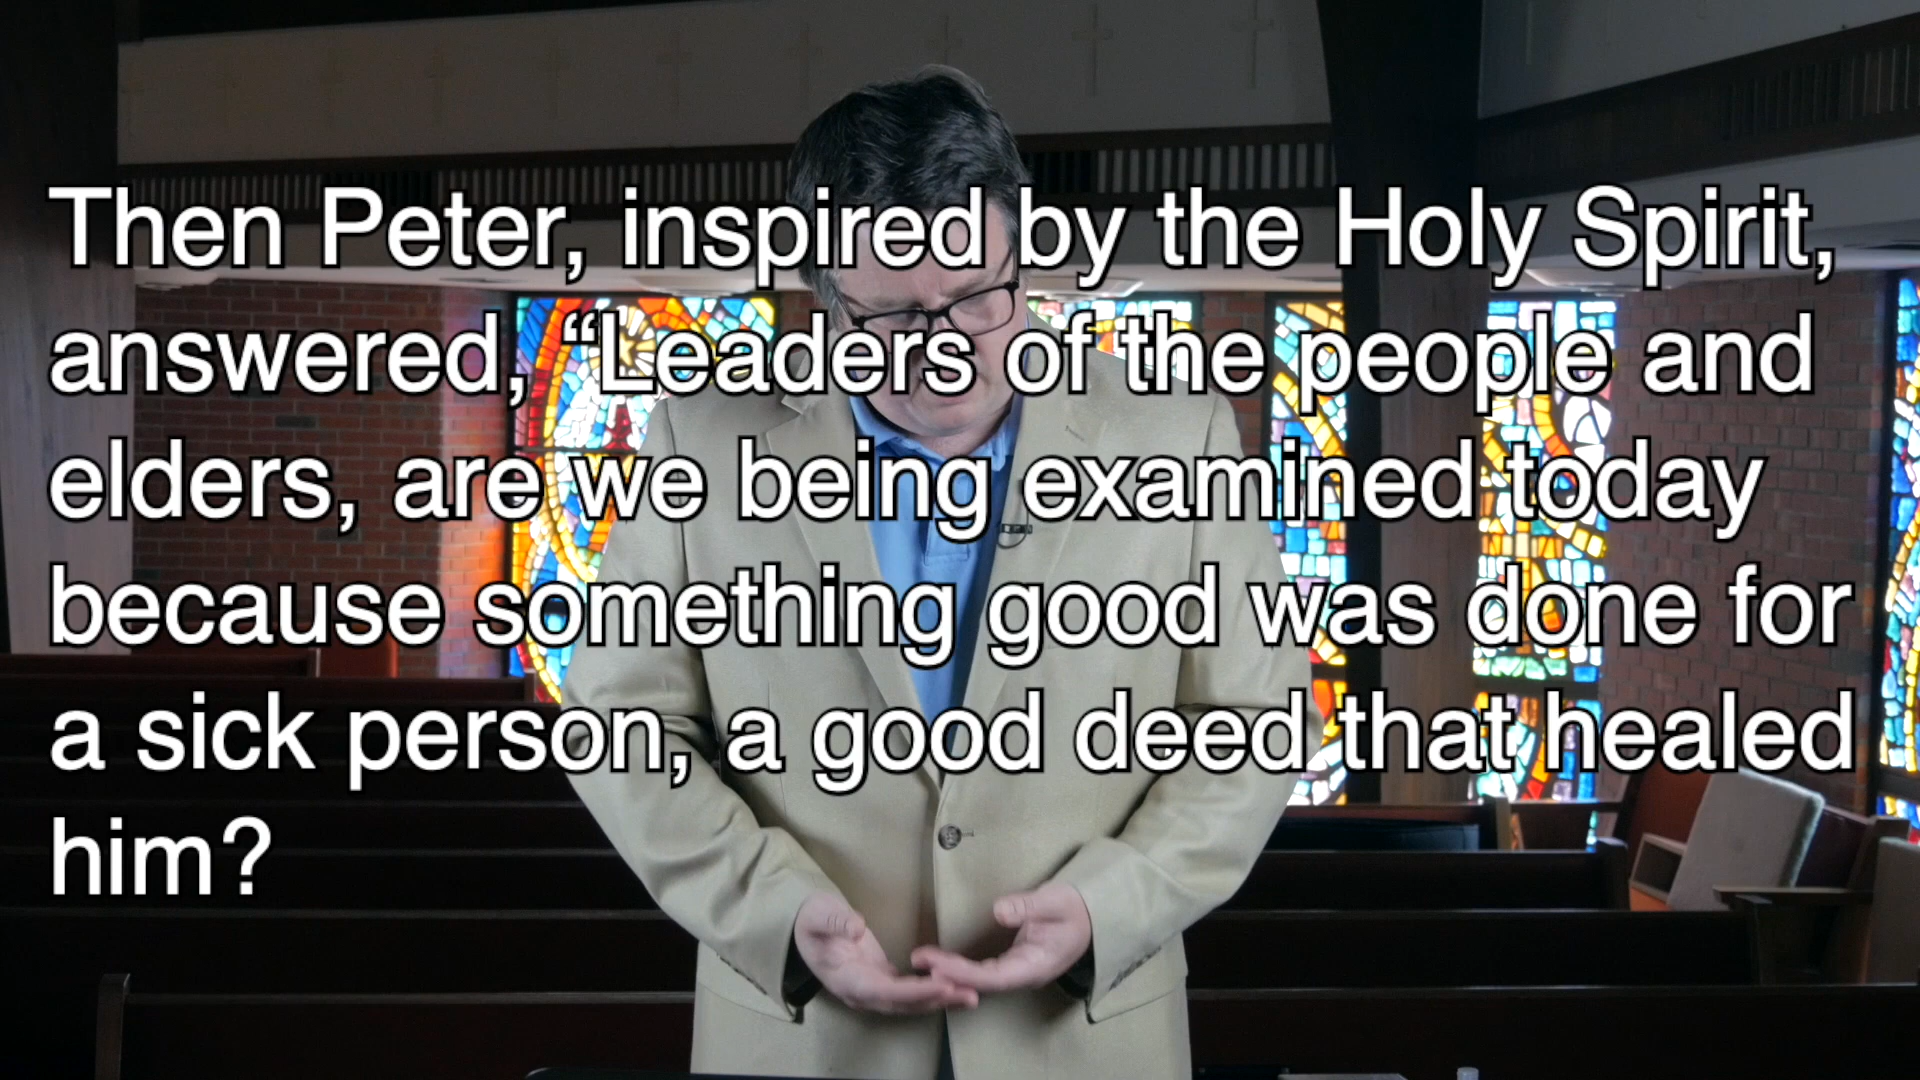 Then Peter, inspired by the Holy Spirit,
answered, “Leaders of the people and
elders, are we being examined today
because something good was done for
a sick person, a good deed that healed
him?